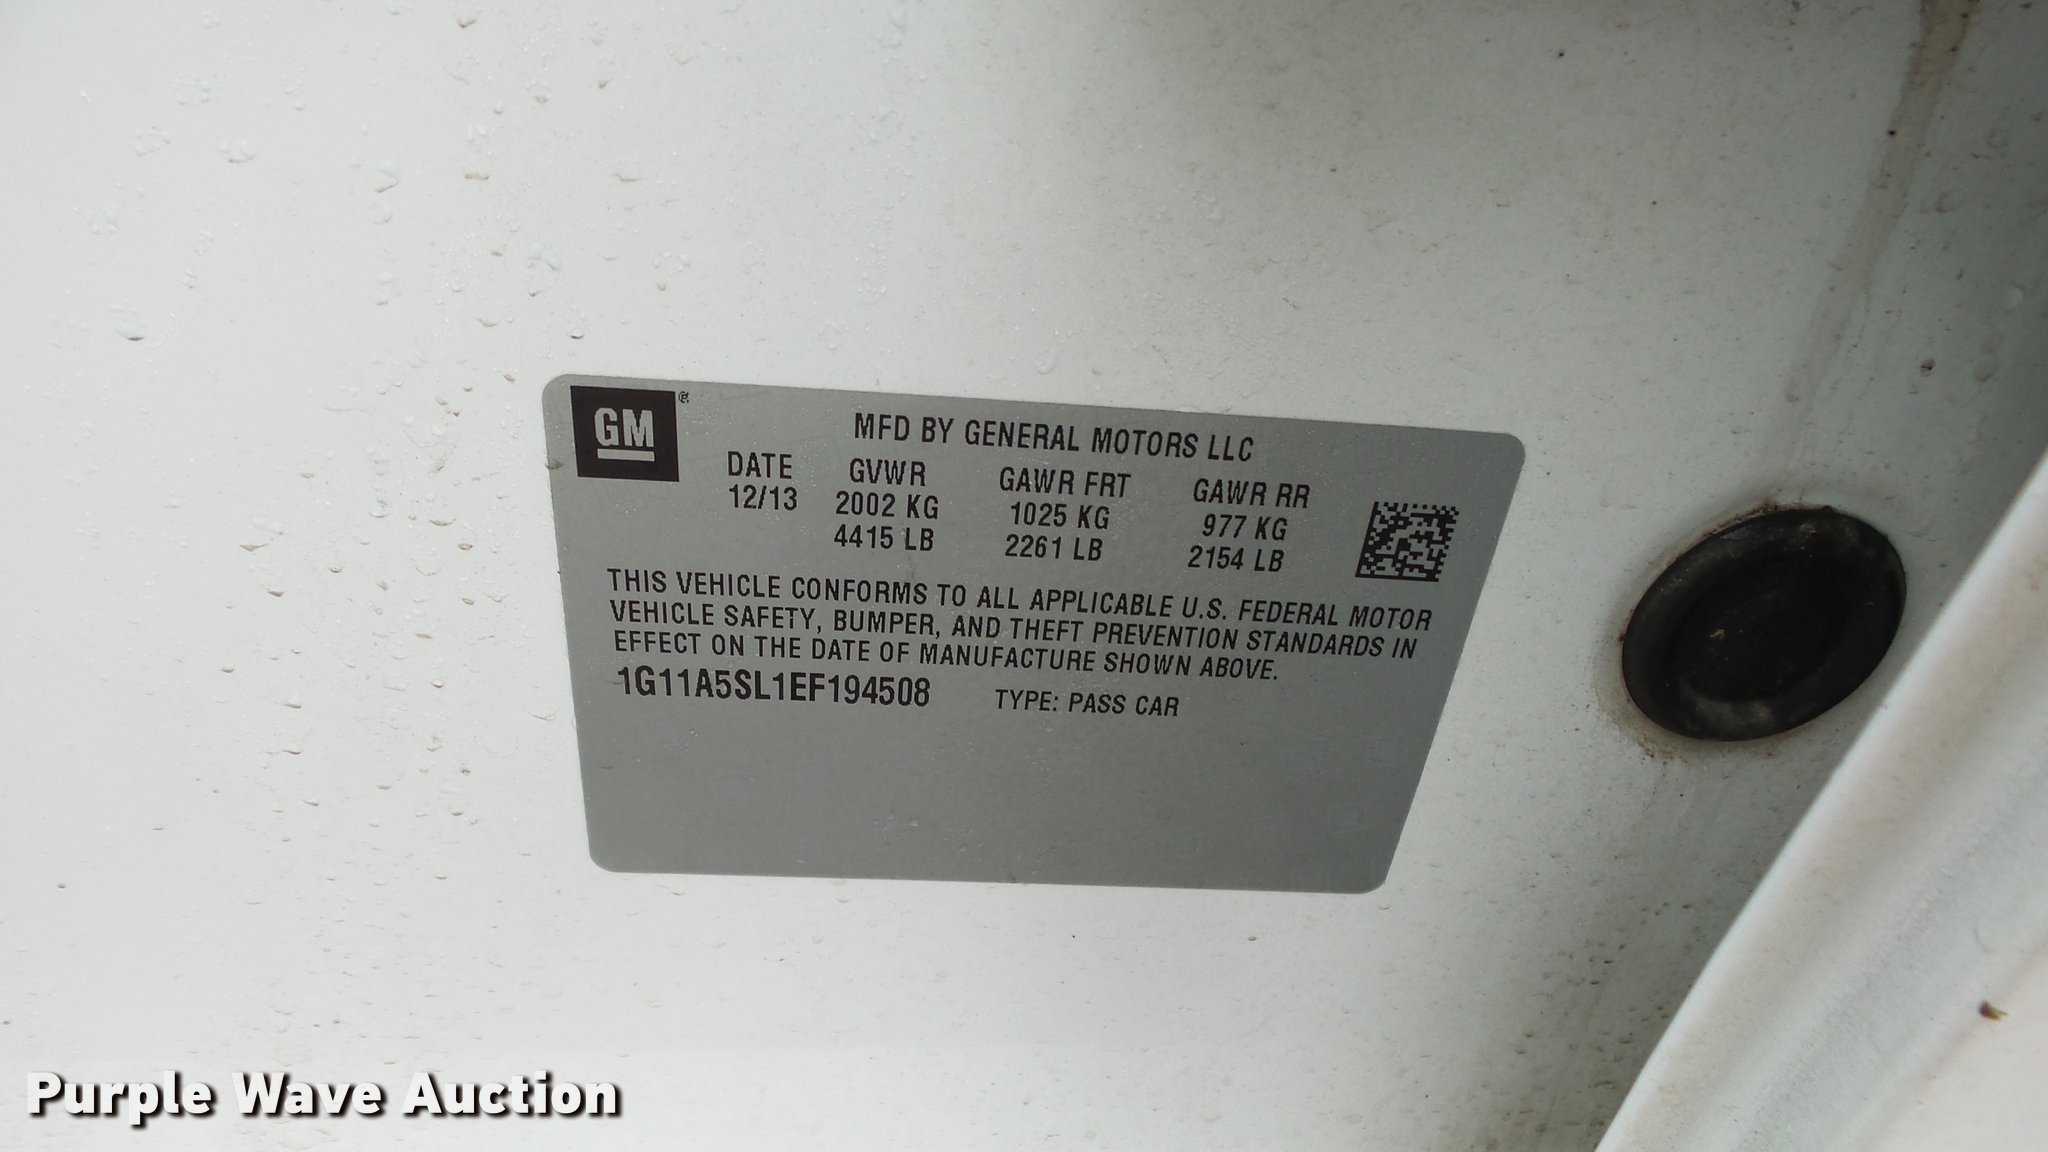 GM
MFD BY GENERAL MOTORS LLC
DATE GVWR GAWR FRT GAWR RR
12/13 2002 KG 1025 KG 977 KG
4415 LB 2261 LB 2154 LB
THIS VEHICLE CONFORMS TO ALL APPLICABLE U.S. FEDERAL MOTOR
VEHICLE SAFETY, BUMPER, AND THEFT PREVENTION STANDARDS IN
EFFECT ON THE DATE OF MANUFACTURE SHOWN ABOVE.
1G11A5SL1EF194508 TYPE: PASS CAR
Purple Wave Auction